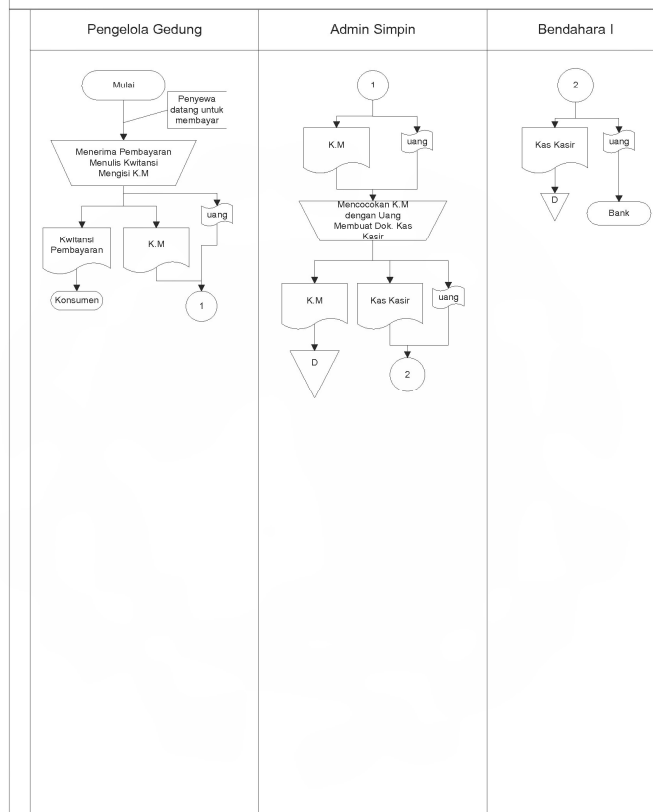 Pengelola Gedung
Admin Simpin
Bendahara I
Mulai
Penyewa
datang untuk
membayar
Menerima Pembayaran
Menulis Kwitansi
Mengisi K.M
uang
Kwitansi
Pembayaran
K.M
Konsumen
1
1
K.M
uang
Mencocokan K.M
dengan Uang
Membuat Dok. Kas
Kasir
K.M
Kas Kasir
uang
D
2
2
Kas Kasir
uang
D
Bank